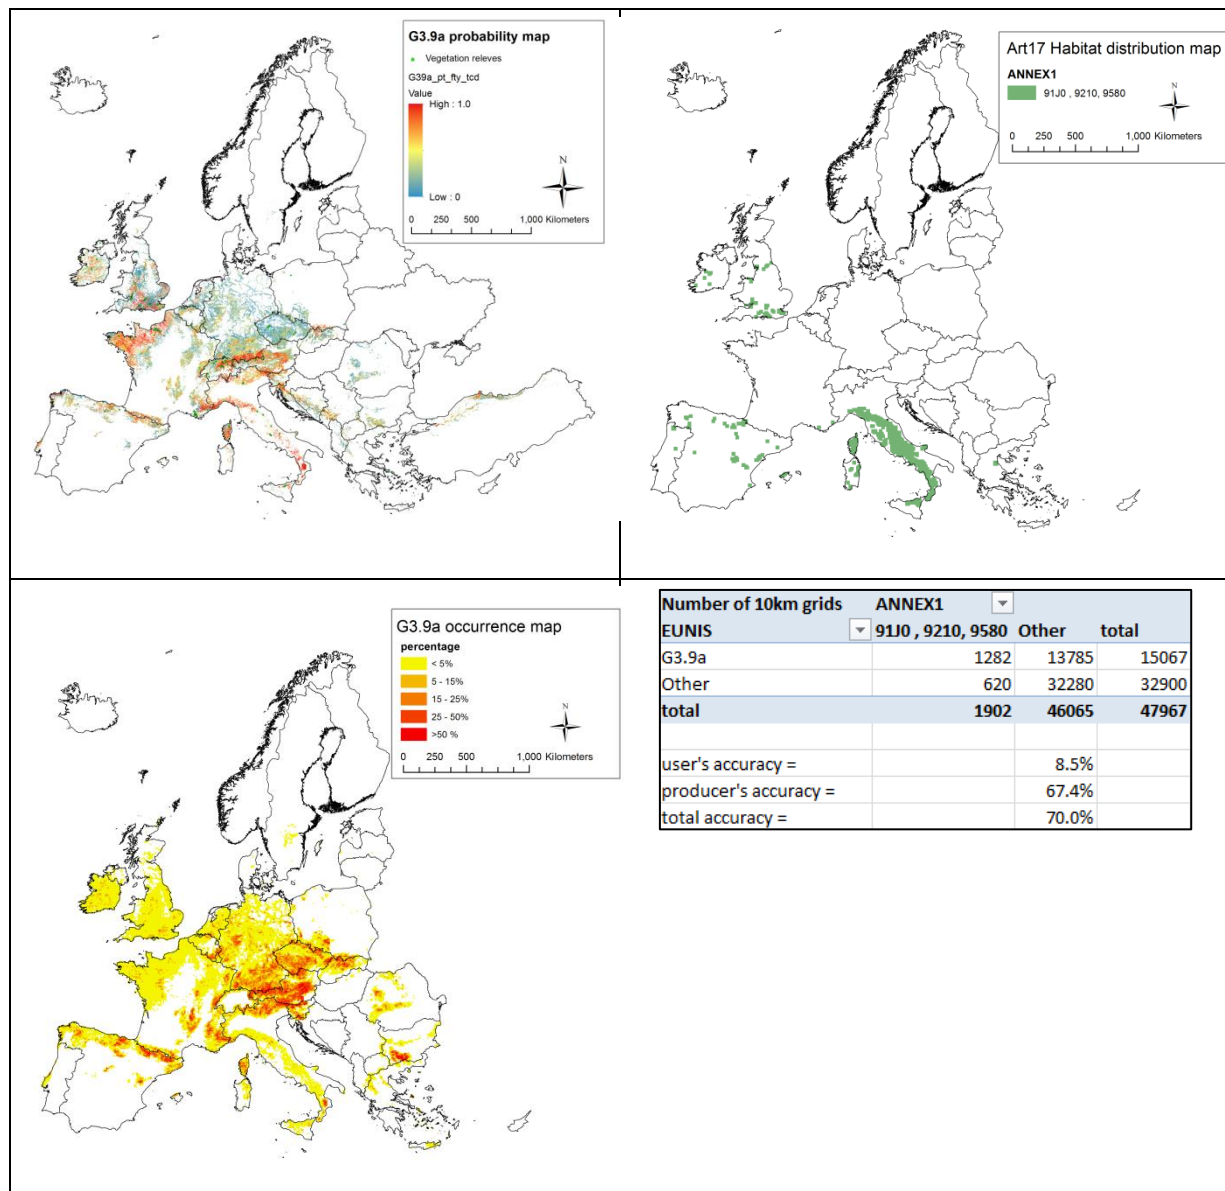 G3.9a probability map
Vegetation releves
G39a_pt_fty_tcd
Value
High : 1.0
Low : 0
N
0 250 500 1,000 Kilometers
Art17 Habitat distribution map
ANNEX1
91J0 , 9210, 9580
N
0 250 500 1,000 Kilometers
G3.9a occurrence map
percentage
< 5%
5 - 15%
15 - 25%
25 - 50%
>50 %
N
0 250 500 1,000 Kilometers
Number of 10km grids ANNEX1
EUNIS 91J0 , 9210, 9580 Other total
G3.9a 1282 13785 15067
Other 620 32280 32900
total 1902 46065 47967
user's accuracy = 8.5%
producer's accuracy = 67.4%
total accuracy = 70.0%